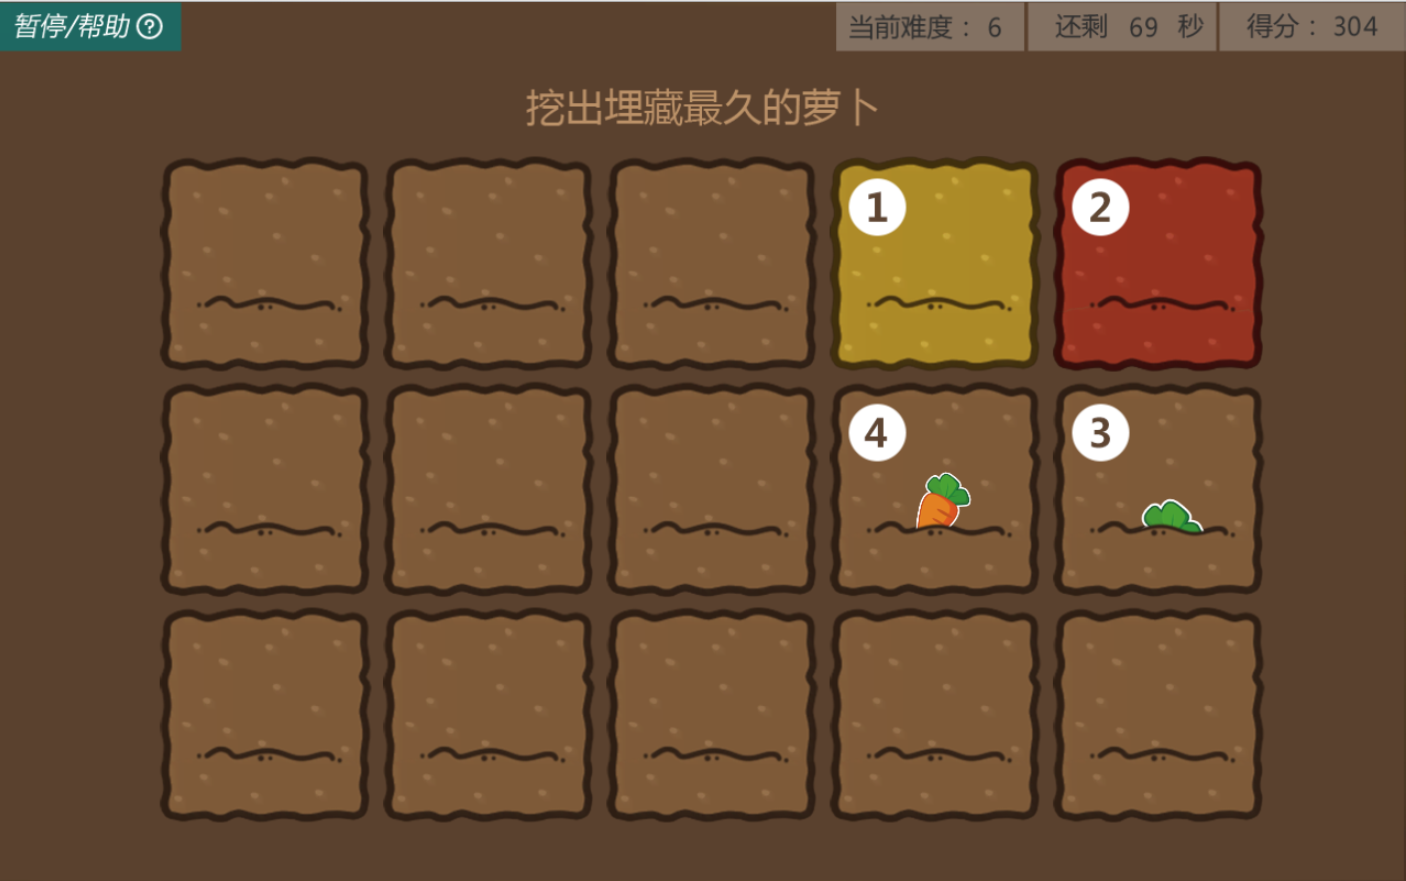 暂停/帮助 ?
当前难度： 6
还剩 69 秒
得分： 304
挖出埋藏最久的萝卜
1
2
4
3